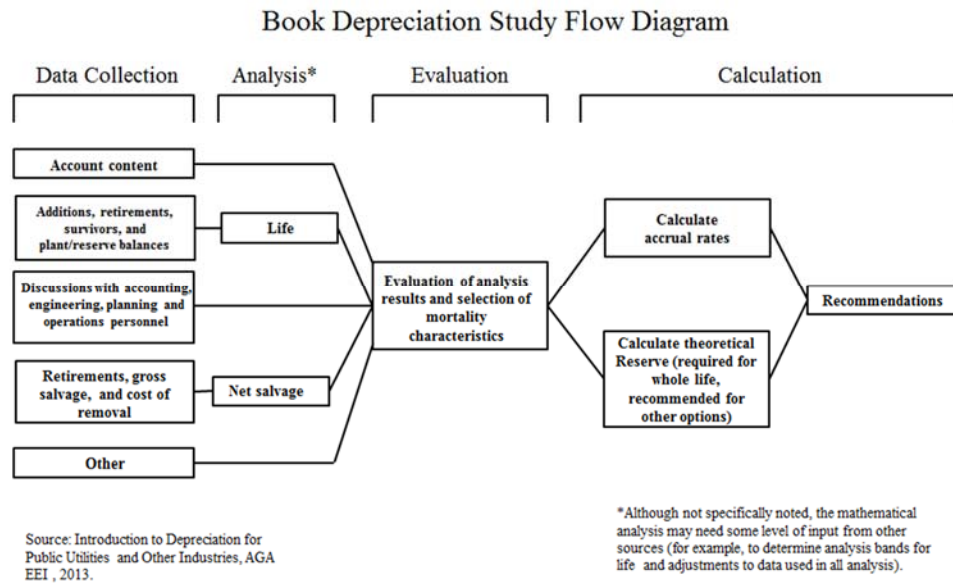 Book Depreciation Study Flow Diagram
Data Collection
Analysis*
Evaluation
Calculation
Account content
Additions, retirements,
survivors, and
plant/reserve balances
Life
Discussions with accounting,
engineering, planning and
operations personnel
Retirements, gross
salvage, and cost of
removal
Net salvage
Other
Evaluation of analysis
results and selection of
mortality
characteristics
Calculate
accrual rates
Calculate theoretical
Reserve (required for
whole life,
recommended for
other options)
Recommendations
Source: Introduction to Depreciation for
Public Utilities and Other Industries, AGA
EEI , 2013.
*Although not specifically noted, the mathematical
analysis may need some level of input from other
sources (for example, to determine analysis bands for
life and adjustments to data used in all analysis).